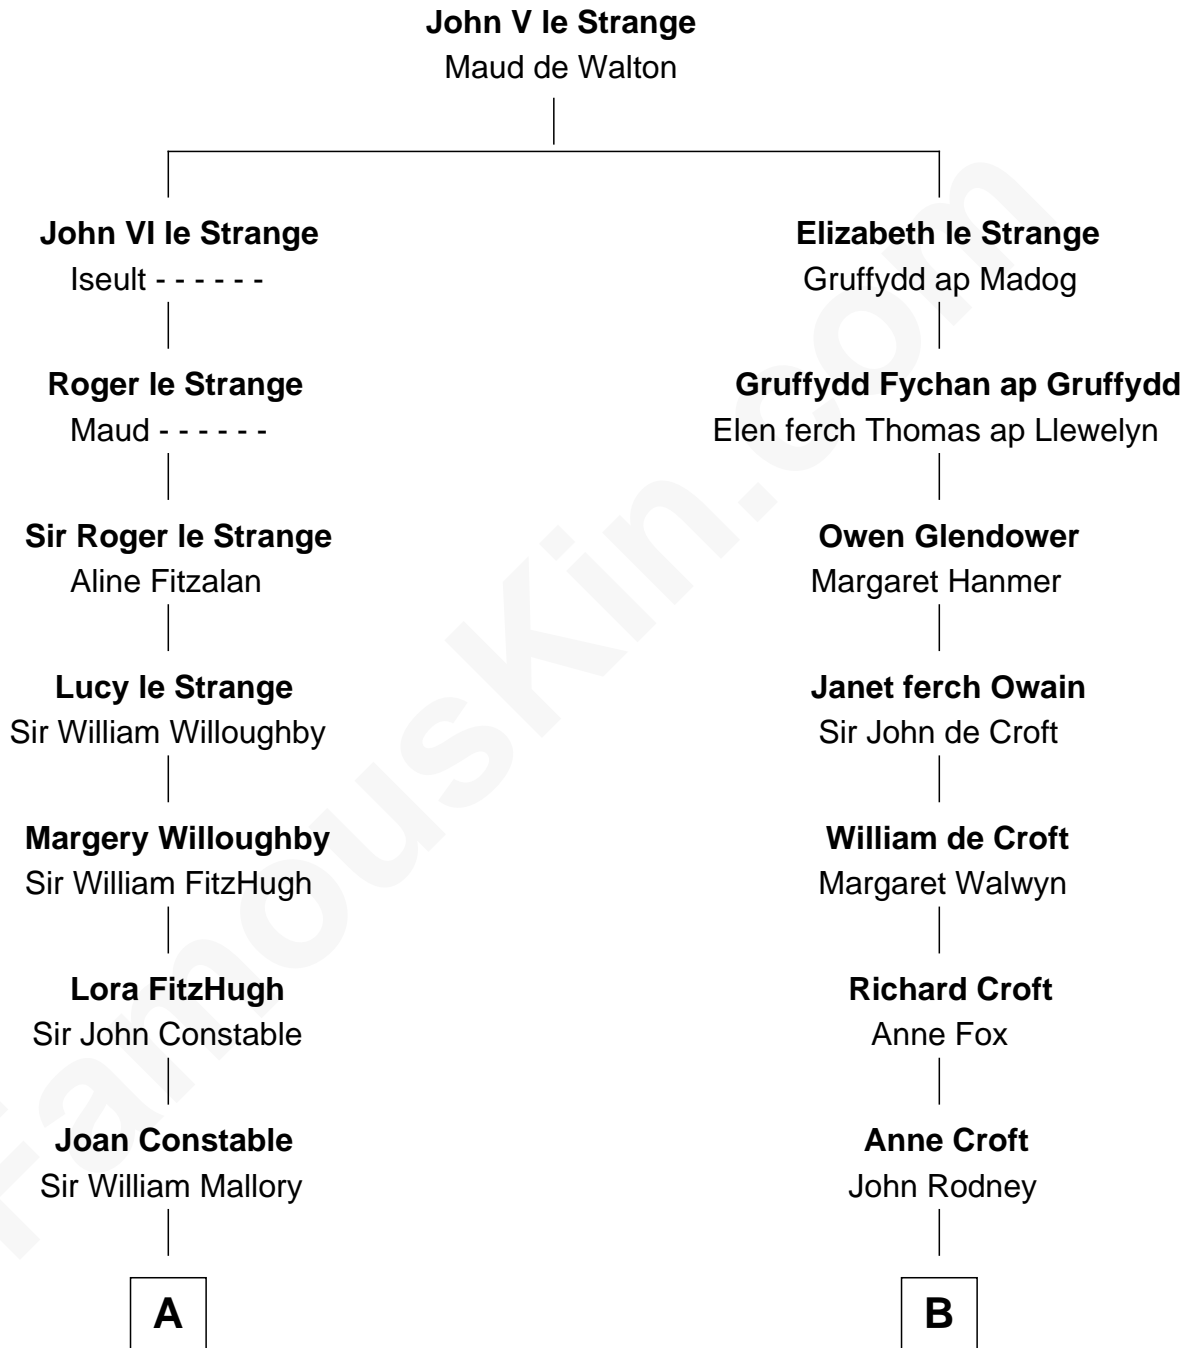 John V le Strange
Maud de Walton
John VI le Strange
Iseult - - - - - -
Roger le Strange
Maud - - - - - -
Sir Roger le Strange
Aline Fitzalan
Lucy le Strange
Sir William Willoughby
Margery Willoughby
Sir William FitzHugh
Lora FitzHugh
Sir John Constable
Joan Constable
Sir William Mallory
A
Elizabeth le Strange
Gruffydd ap Madog
Gruffydd Fychan ap Gruffydd
Elen ferch Thomas ap Llewelyn
Owen Glendower
Margaret Hanmer
Janet ferch Owain
Sir John de Croft
William de Croft
Margaret Walwyn
Richard Croft
Anne Fox
Anne Croft
John Rodney
B
FamousKin.com